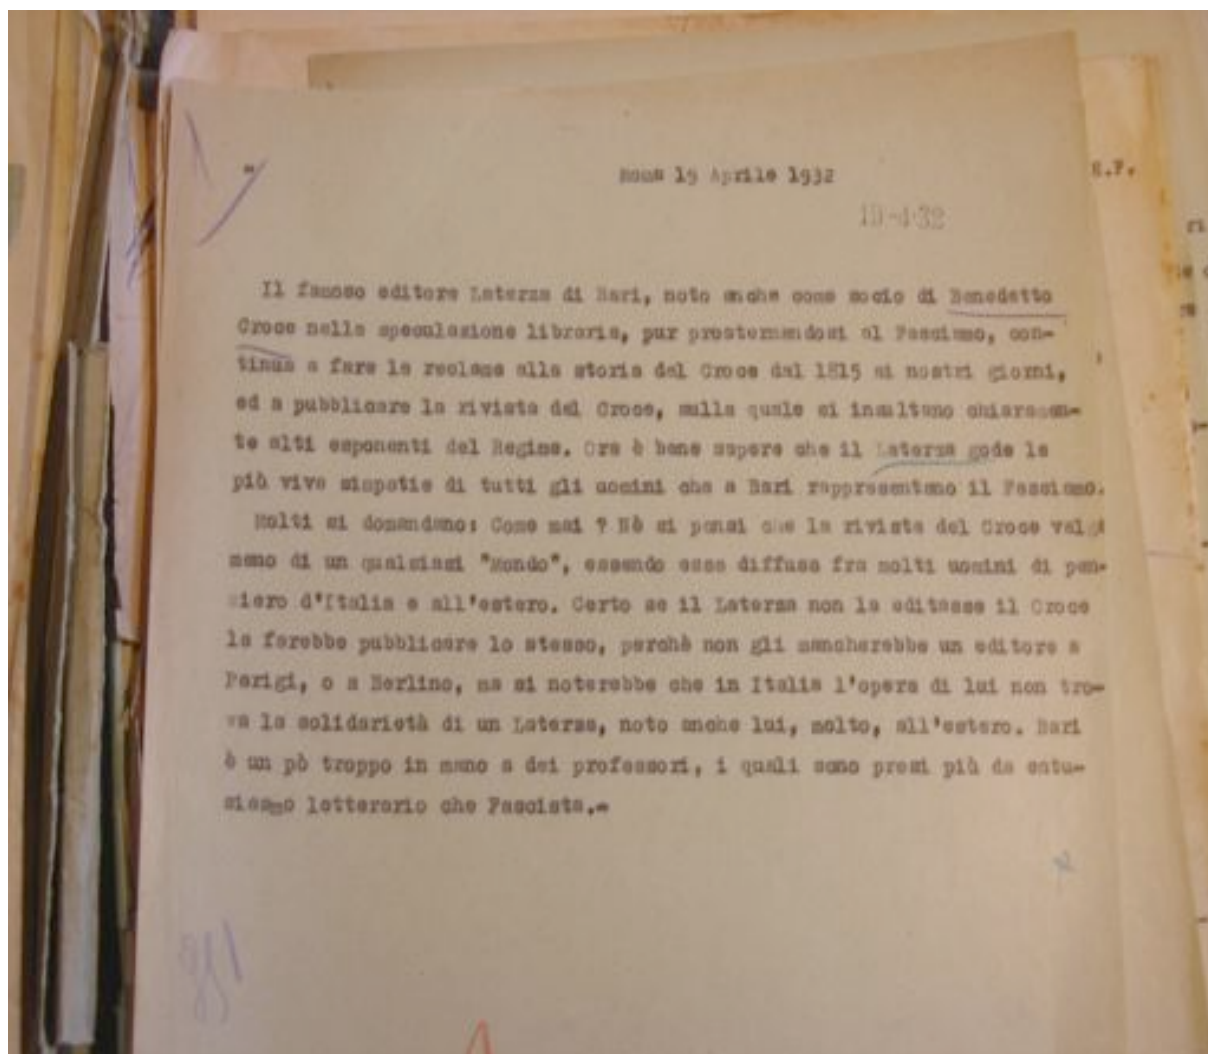 Roma 19 Aprile 1932
E.F.
19-4-32
Il famoso editore Laterza di Bari, noto anche come socio di Benedetto
Croce nella speculazione libraria, pur prosternandosi al Fascismo, con-
tinua a fare la reclame alla storia del Croce dal 1815 ai nostri giorni,
ed a pubblicare la rivista del Croce, sulla quale si insultano chiaramen-
te alti esponenti del Regime. Ora è bene sapere che il Laterza gode le
più vive simpatie di tutti gli uomini che a Bari rappresentano il Fascismo.
Molti si domandano: Come mai ? Nè si pensi che la rivista del Croce valga
meno di un qualsiasi "Mondo", essendo essa diffusa fra molti uomini di pen-
siero d'Italia e all'estero. Certo se il Laterza non la editasse il Croce
la farebbe pubblicare lo stesso, perchè non gli mancherebbe un editore a
Parigi, o a Berlino, ma si noterebbe che in Italia l'opera di lui non tro-
va la solidarietà di un Laterza, noto anche lui, molto, all'estero. Bari
è un pò troppo in mano a dei professori, i quali sono presi più da entu-
siasmo letterario che Fascista.=